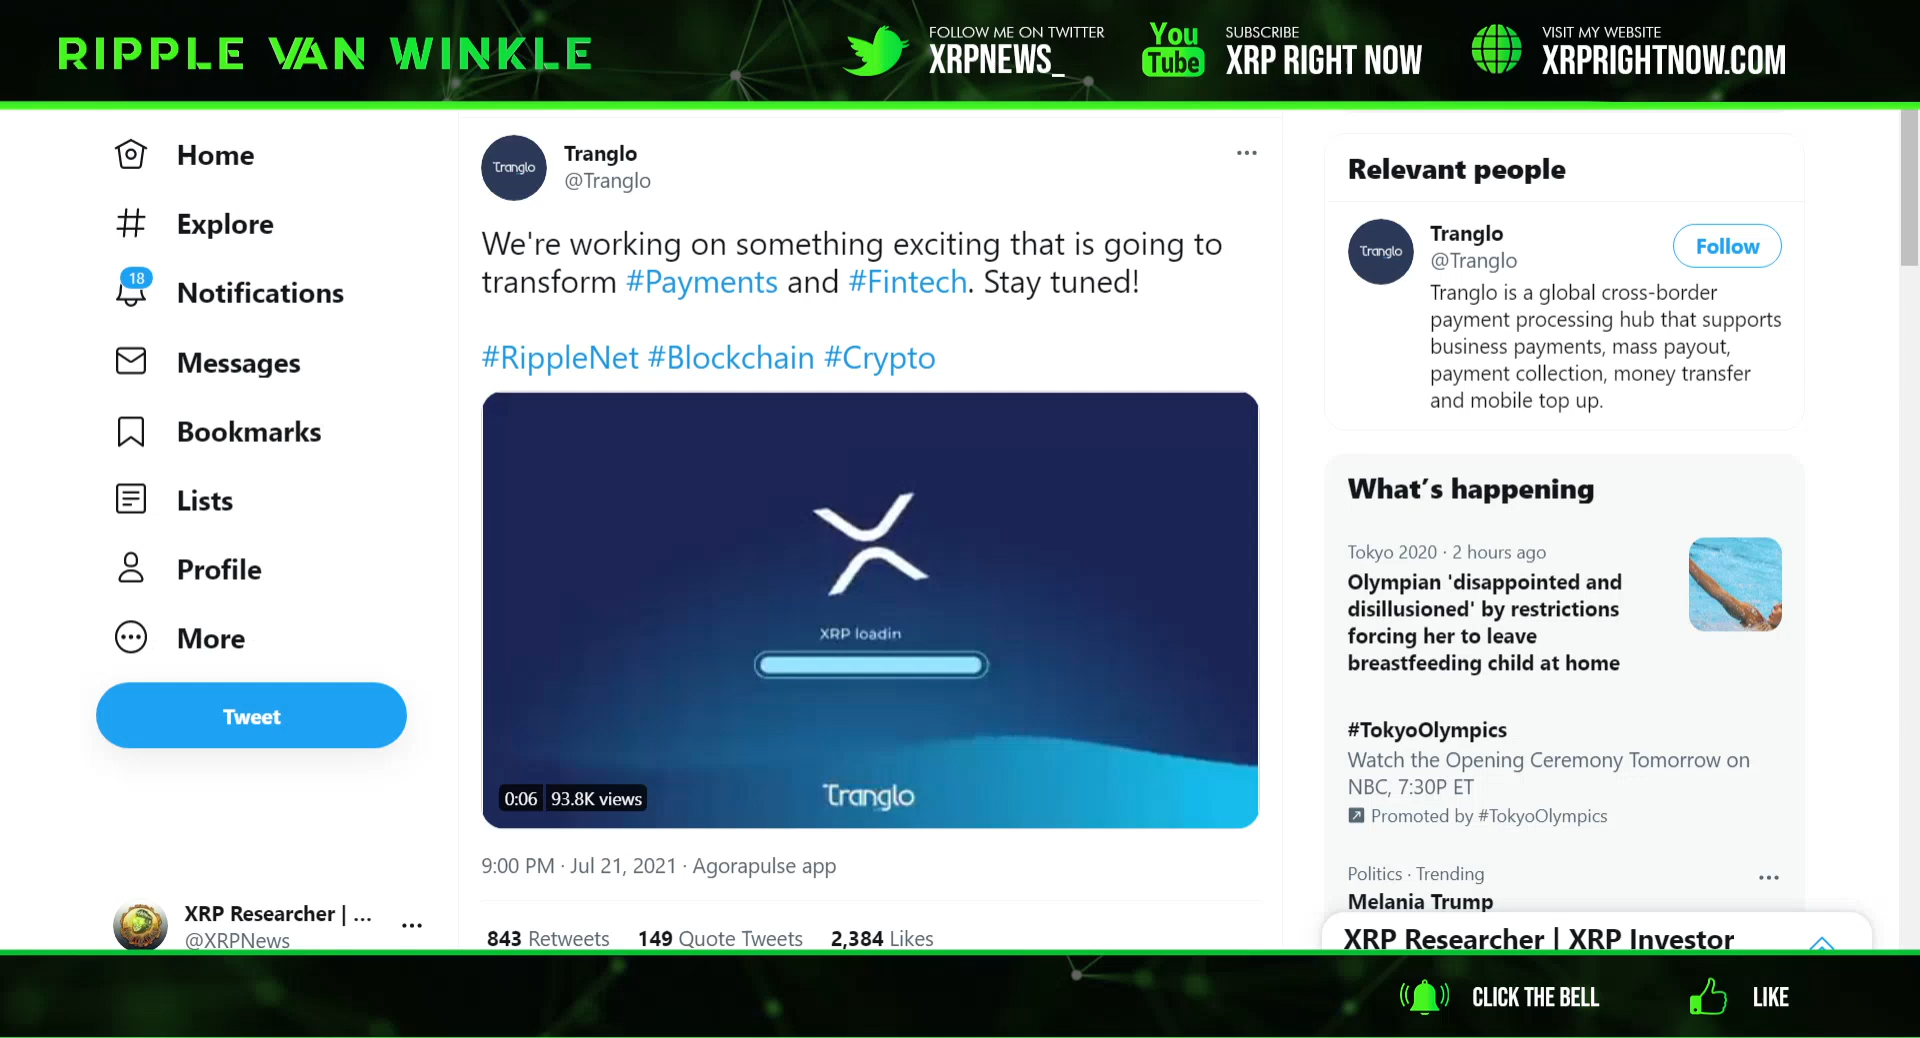 RIPPLE VAN WINKLE
FOLLOW ME ON TWITTER
XRPNEWS_
You
Tube
SUBSCRIBE
XRP RIGHT NOW
VISIT MY WEBSITE
XRPRIGHTNOW.COM
Home
Explore
18
Notifications
Messages
Bookmarks
Lists
Profile
More
Tweet
XRP Researcher | ...
@XRPNews
Tranglo
Tranglo
@Tranglo
We're working on something exciting that is going to
transform #Payments and #Fintech. Stay tuned!
#RippleNet #Blockchain #Crypto
XRP loadin
Tranglo
0:06 93.8K views
9:00 PM · Jul 21, 2021 · Agorapulse app
843 Retweets 149 Quote Tweets 2,384 Likes
Relevant people
Tranglo
Tranglo
@Tranglo
Follow
Tranglo is a global cross-border
payment processing hub that supports
business payments, mass payout,
payment collection, money transfer
and mobile top up.
What's happening
Tokyo 2020 · 2 hours ago
Olympian 'disappointed and
disillusioned' by restrictions
forcing her to leave
breastfeeding child at home
#TokyoOlympics
Watch the Opening Ceremony Tomorrow on
NBC, 7:30P ET
Promoted by #TokyoOlympics
Politics · Trending
Melania Trump
XRP Researcher | XRP Investor
CLICK THE BELL
LIKE